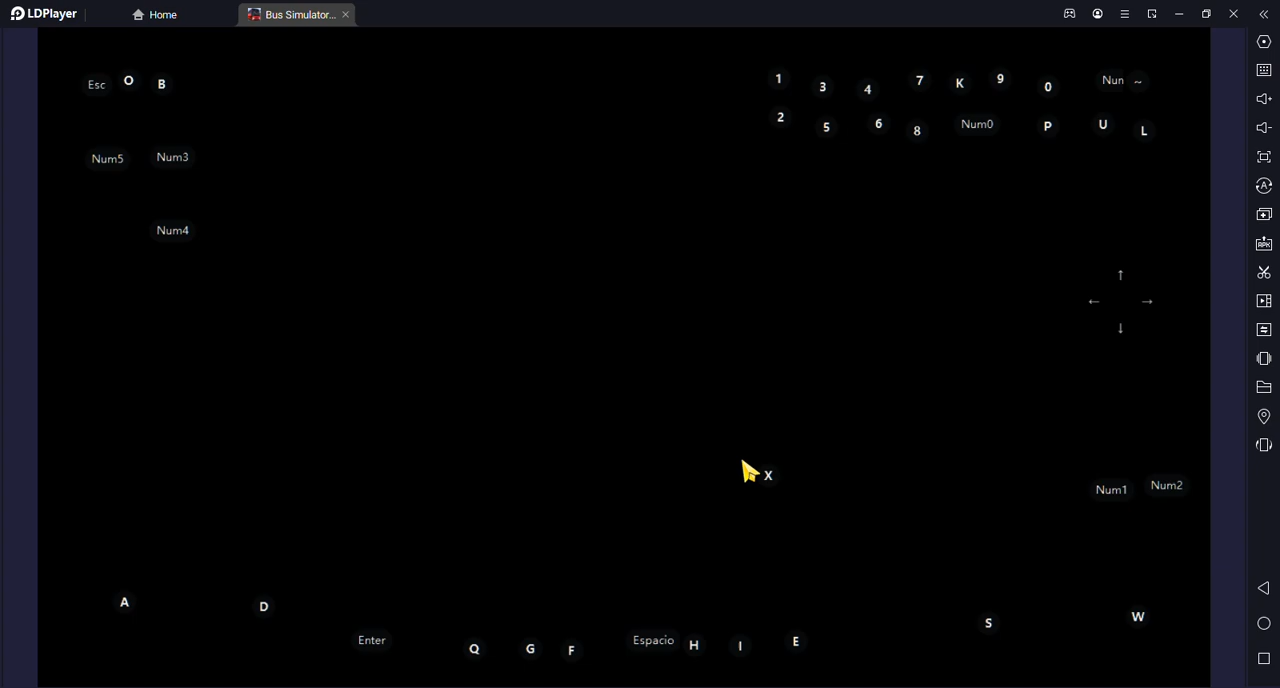 LDPlayer Home Bus Simulator...
Esc O B 1 3 4 7 K 9 0 Nun ~
2 5 6 8 Num0 P U L
Num5 Num3
Num4
↑
← →
↓
X
Num1 Num2
A D S W
Enter Q G F Espacio H I E
A
APK